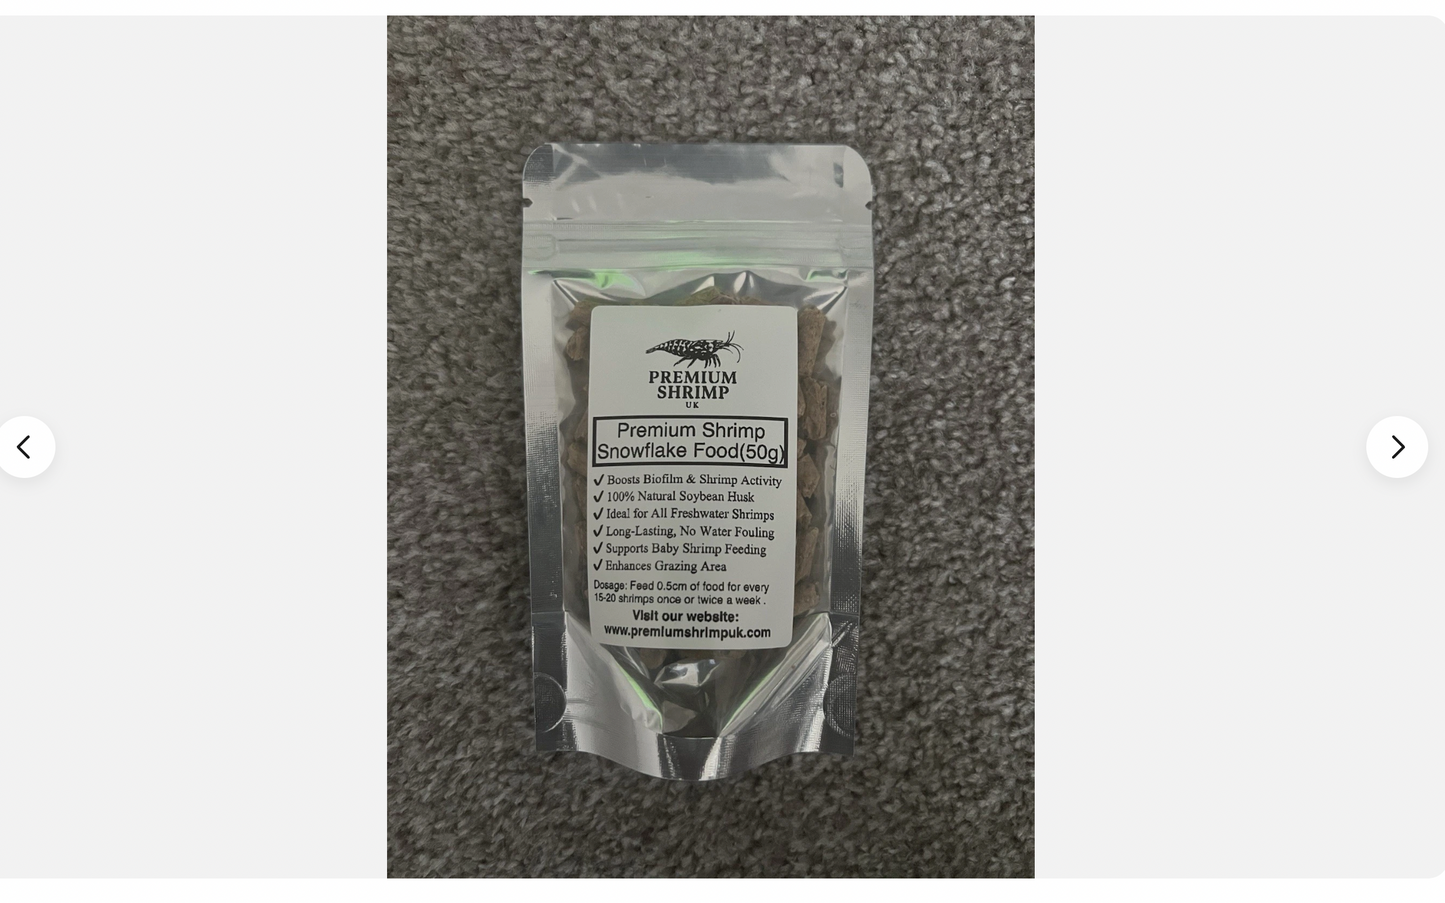 PREMIUM
SHRIMP
UK
Premium Shrimp
Snowflake Food(50g)
✓ Boosts Biofilm & Shrimp Activity
✓ 100% Natural Soybean Husk
✓ Ideal for All Freshwater Shrimps
✓ Long-Lasting, No Water Fouling
✓ Supports Baby Shrimp Feeding
✓ Enhances Grazing Area
Dosage: Feed 0.5cm of food for every
15-20 shrimps once or twice a week .
Visit our website:
www.premiumshrimpuk.com